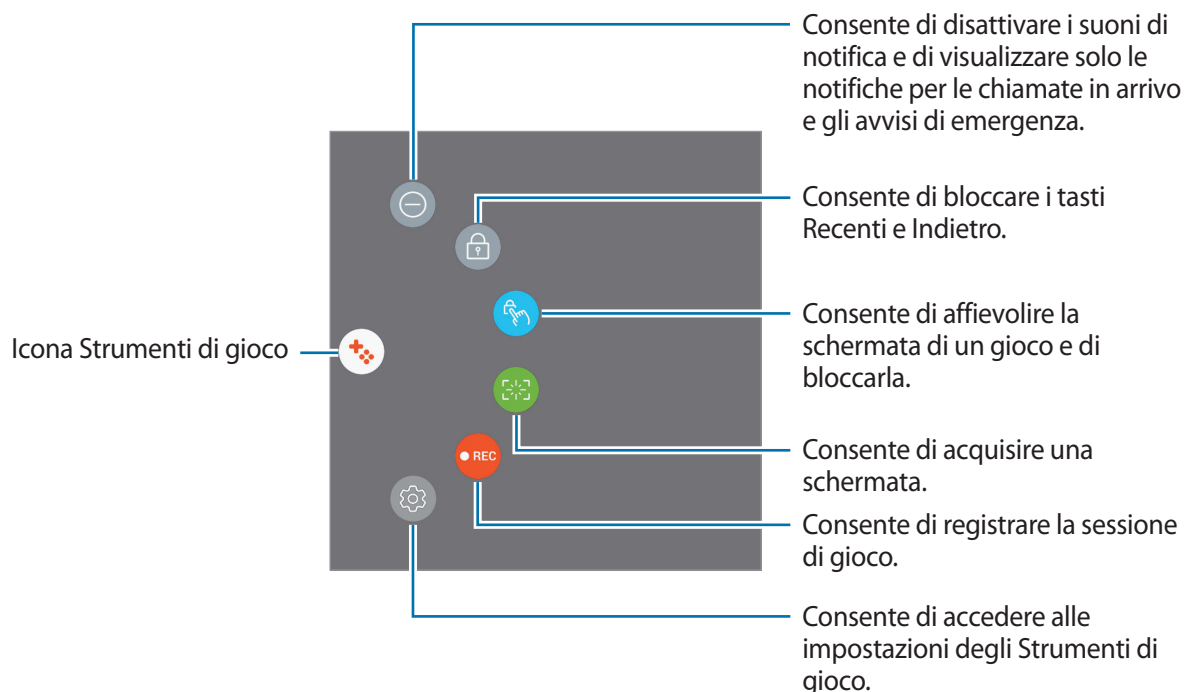 Consente di disattivare i suoni di
notifica e di visualizzare solo le
notifiche per le chiamate in arrivo
e gli avvisi di emergenza.
Consente di bloccare i tasti
Recenti e Indietro.
Consente di affievolire la
schermata di un gioco e di
bloccarla.
Icona Strumenti di gioco
Consente di acquisire una
schermata.
REC
Consente di registrare la sessione
di gioco.
Consente di accedere alle
impostazioni degli Strumenti di
gioco.